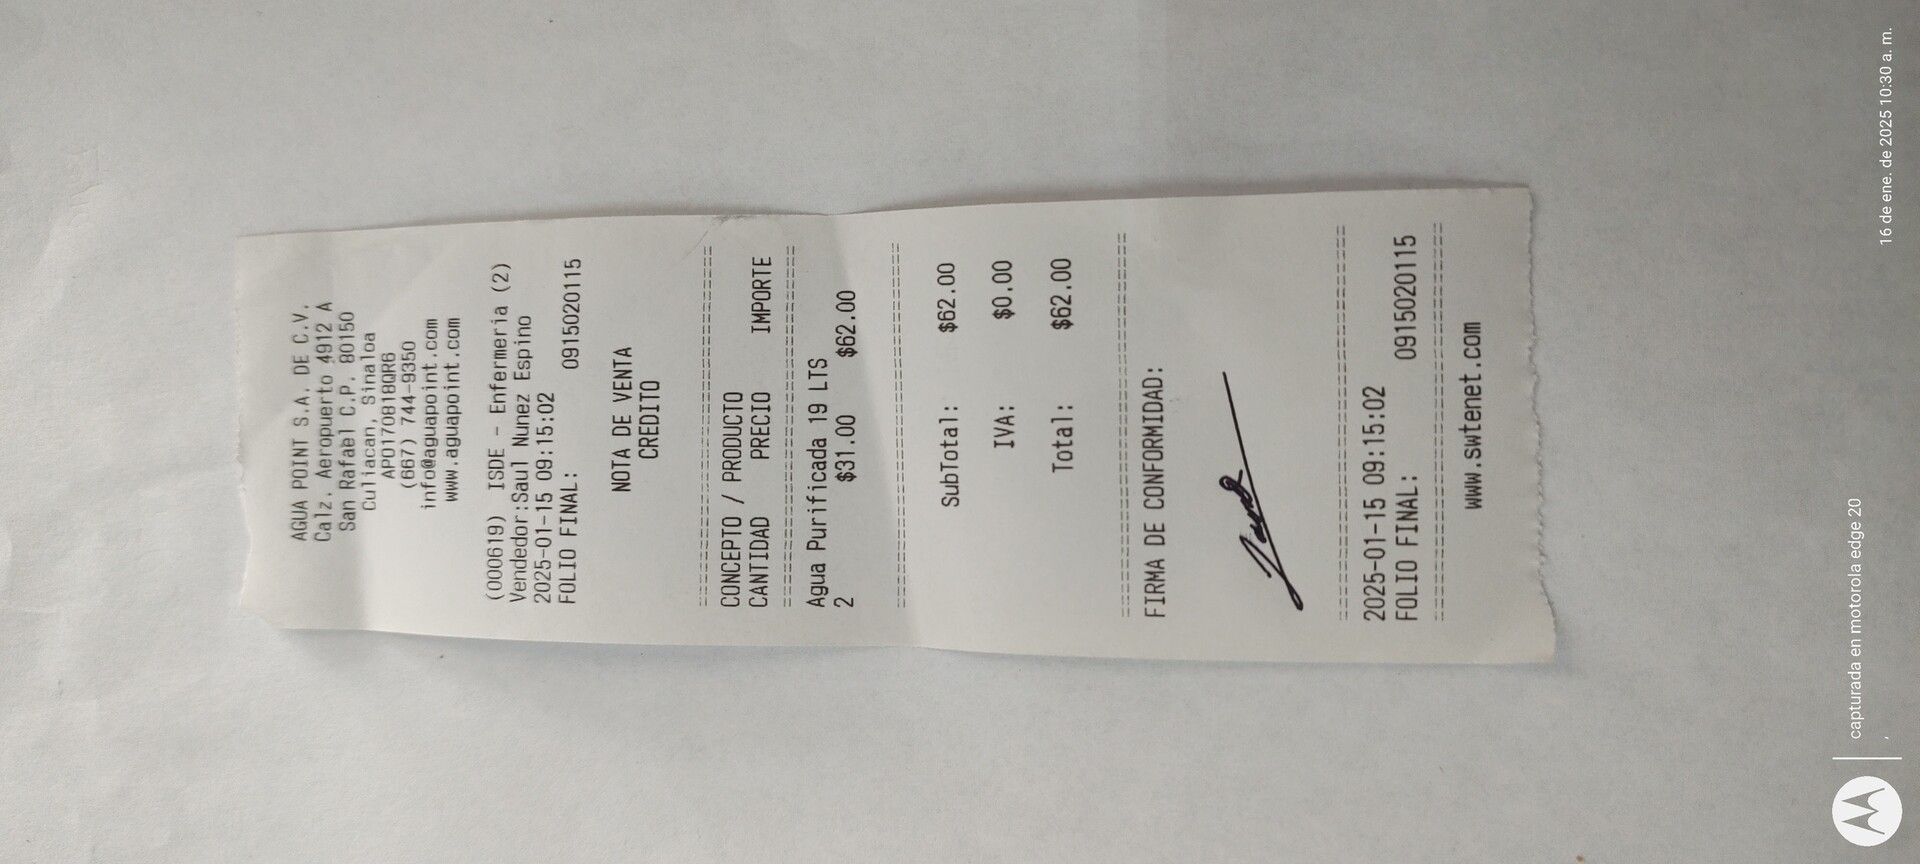 AGUA POINT S.A. DE C.V.
Calz. Aeropuerto 4912 A
San Rafael C.P. 80150
Culiacan, Sinaloa
APO170818QR6
(667) 744-9350
info@aguapoint.com
www.aguapoint.com
(000619) ISDE - Enfermeria (2)
Vendedor:Saul Nunez Espino
2025-01-15 09:15:02
FOLIO FINAL: 0915020115
NOTA DE VENTA
CREDITO
CONCEPTO / PRODUCTO
CANTIDAD PRECIO IMPORTE
Agua Purificada 19 LTS
2 $31.00 $62.00
SubTotal: $62.00
IVA: $0.00
Total: $62.00
FIRMA DE CONFORMIDAD:
2025-01-15 09:15:02
FOLIO FINAL: 0915020115
www.swtenet.com
capturada en motorola edge 20
, 16 de ene. de 2025 10:30 a. m.